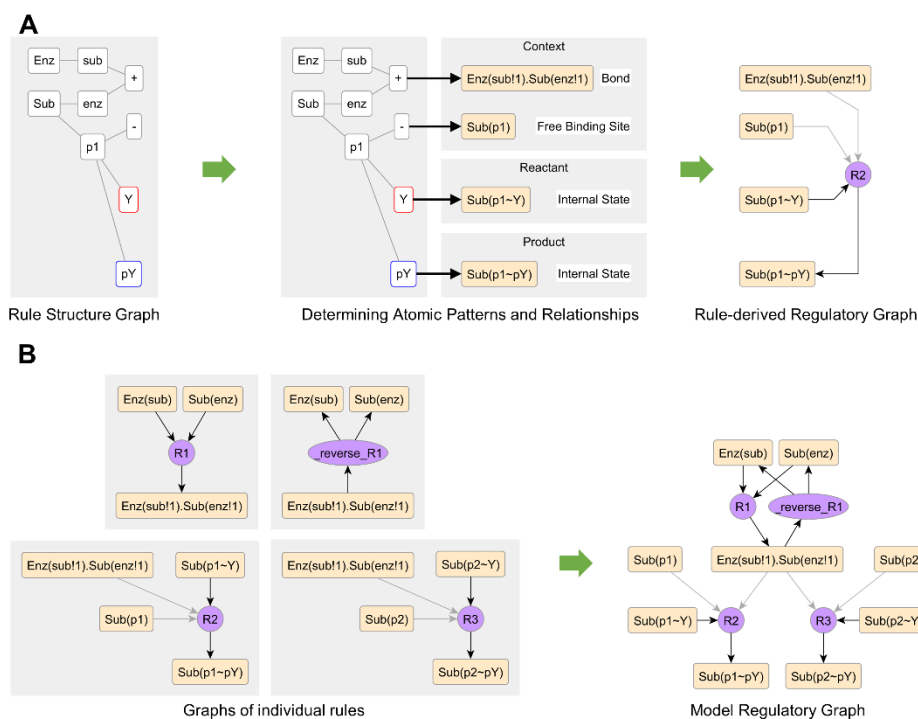 A
Enz
sub
+
Sub
enz
-
p1
Y
pY
Rule Structure Graph
Enz
sub
+
Sub
enz
-
p1
Y
pY
Context
Enz(sub!1).Sub(enz!1)
Bond
Sub(p1)
Free Binding Site
Reactant
Sub(p1~Y)
Internal State
Product
Sub(p1~pY)
Internal State
Determining Atomic Patterns and Relationships
Enz(sub!1).Sub(enz!1)
Sub(p1)
R2
Sub(p1~Y)
Sub(p1~pY)
Rule-derived Regulatory Graph
B
Enz(sub)
Sub(enz)
R1
Enz(sub!1).Sub(enz!1)
Enz(sub)
Sub(enz)
_reverse_R1
Enz(sub!1).Sub(enz!1)
Enz(sub!1).Sub(enz!1)
Sub(p1~Y)
Sub(p1)
R2
Sub(p1~pY)
Enz(sub!1).Sub(enz!1)
Sub(p2~Y)
Sub(p2)
R3
Sub(p2~pY)
Graphs of individual rules
Enz(sub)
Sub(enz)
R1
_reverse_R1
Sub(p1)
Enz(sub!1).Sub(enz!1)
Sub(p2
Sub(p1~Y)
R2
R3
Sub(p2~Y
Sub(p1~pY)
Sub(p2~pY)
Model Regulatory Graph